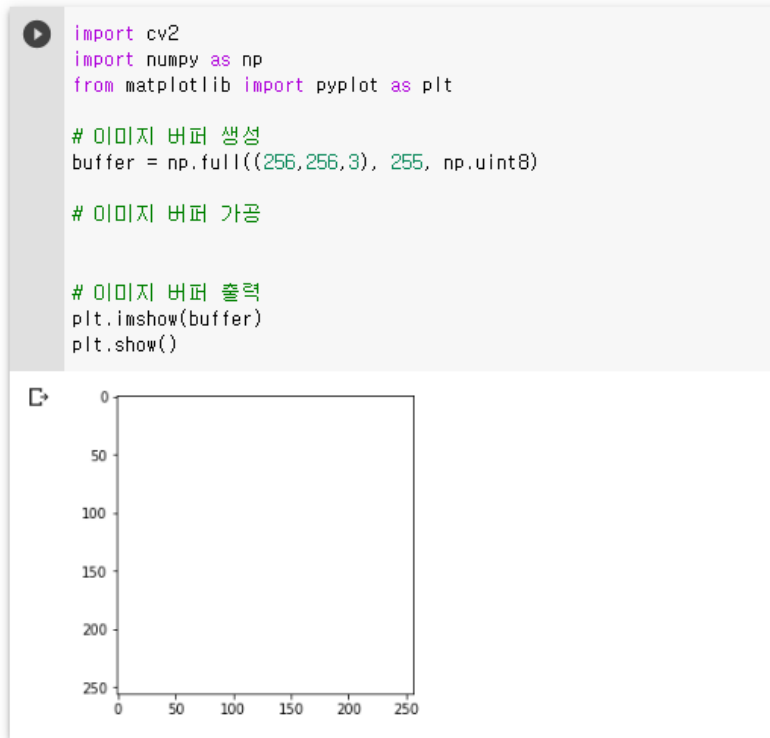 import cv2
import numpy as np
from matplotlib import pyplot as plt
# 이미지 버퍼 생성
buffer = np.full((256,256,3), 255, np.uint8)
# 이미지 버퍼 가공
# 이미지 버퍼 출력
plt.imshow(buffer)
plt.show()
0
50
100
150
200
250
0 50 100 150 200 250